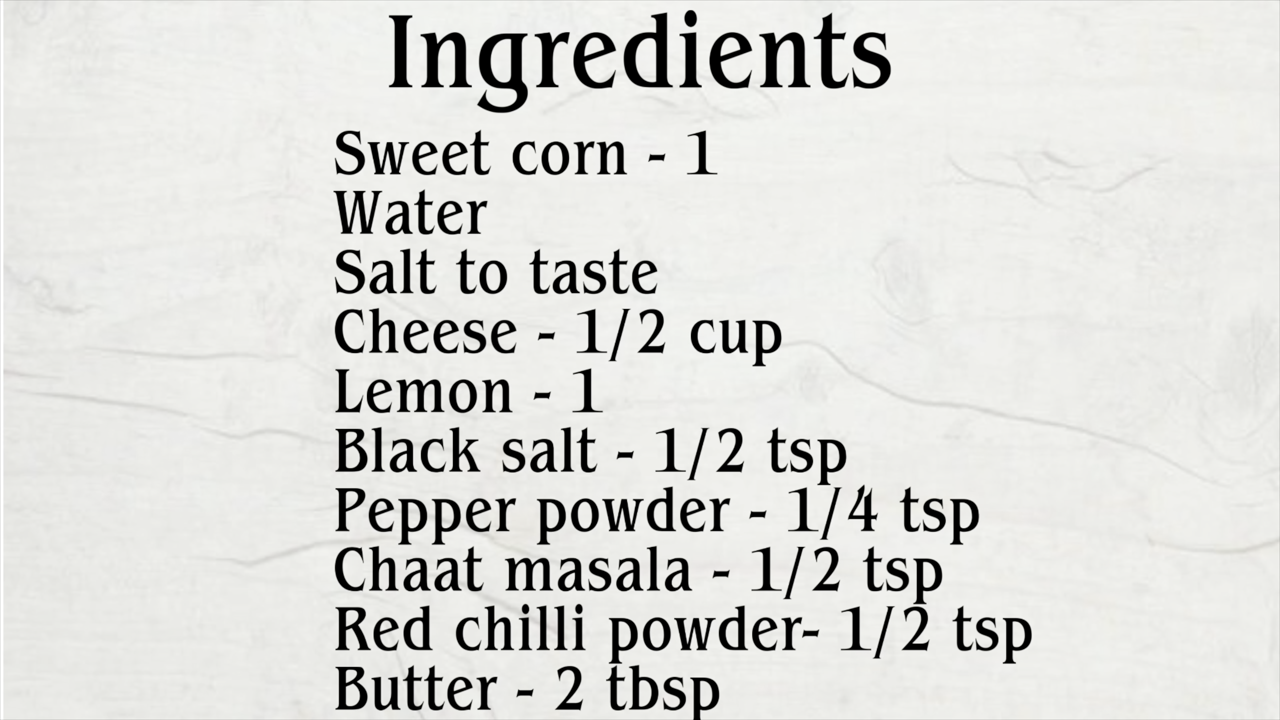 Ingredients
Sweet corn - 1
Water
Salt to taste
Cheese - 1/2 cup
Lemon - 1
Black salt - 1/2 tsp
Pepper powder - 1/4 tsp
Chaat masala - 1/2 tsp
Red chilli powder- 1/2 tsp
Butter - 2 tbsp